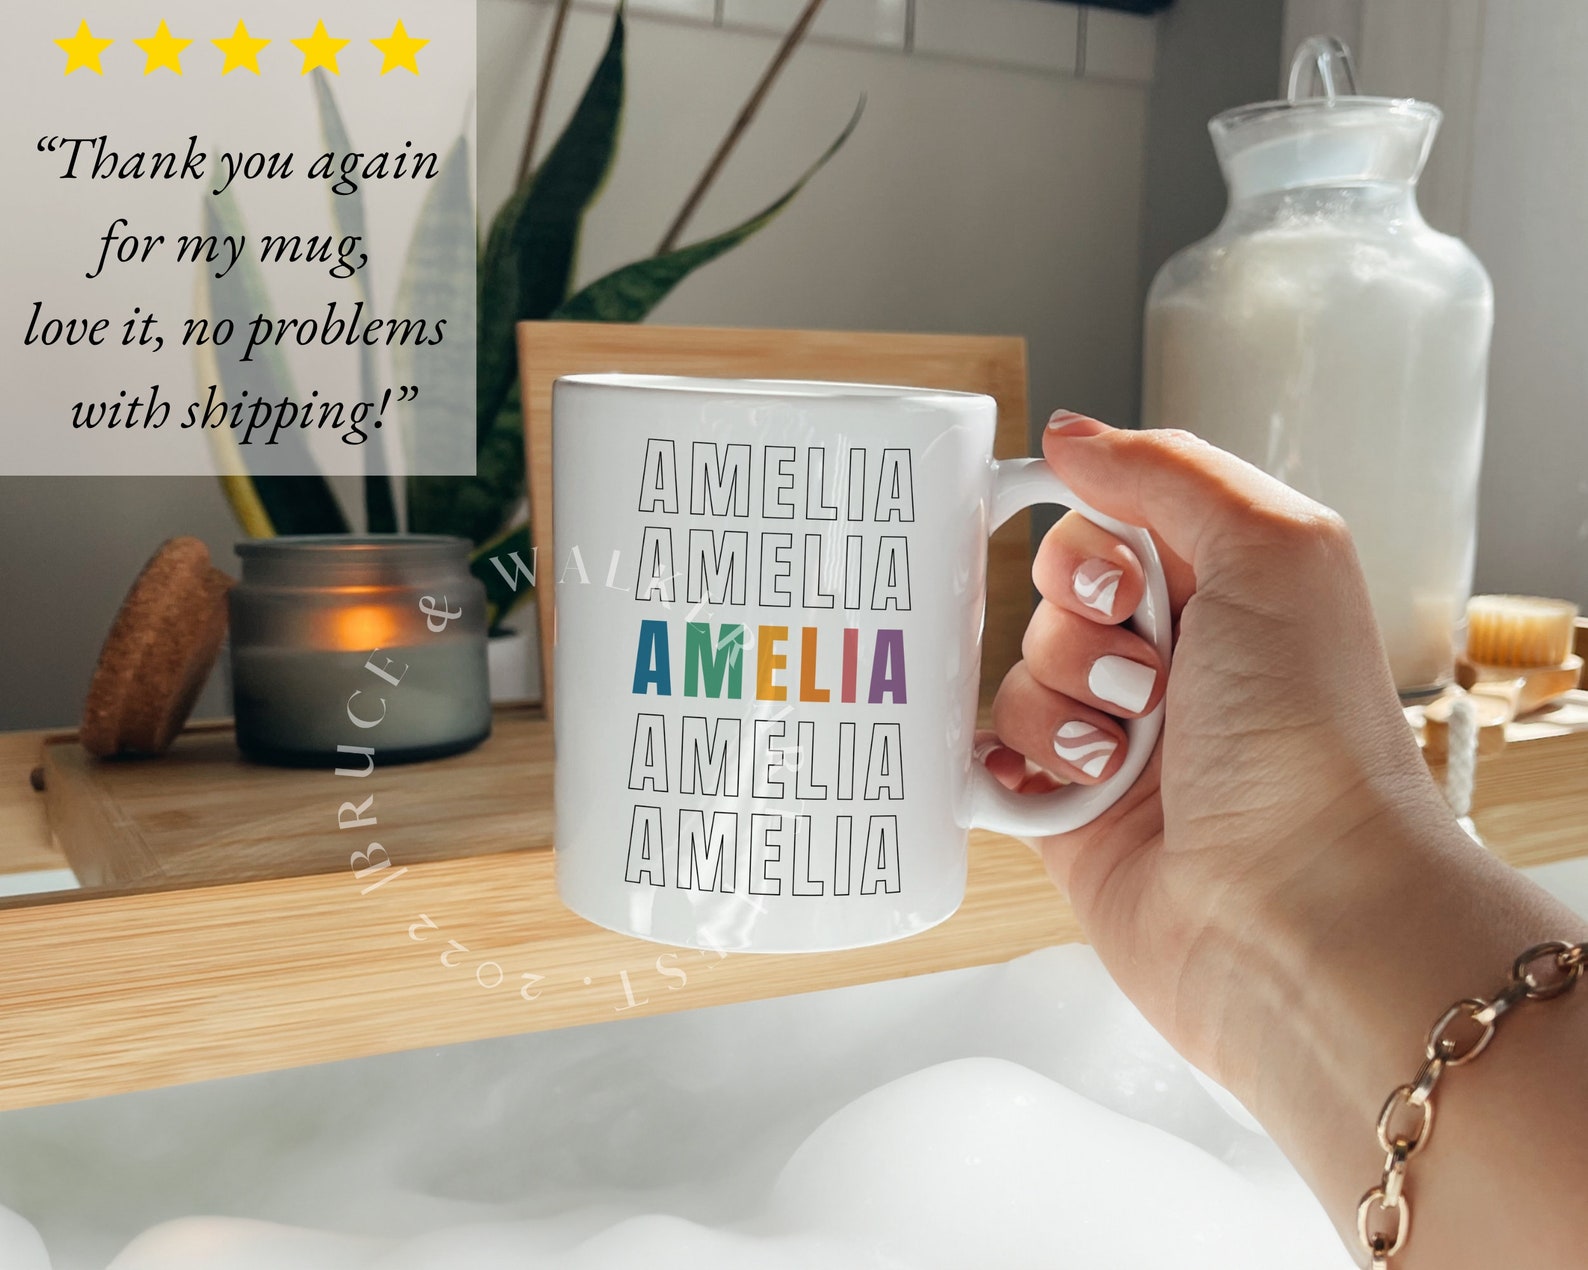 “Thank you again
for my mug,
love it, no problems
with shipping!”
AMELIA
AMELIA
AMELIA
AMELIA
AMELIA
BRUCE & WALKER WARES
EST. 2022